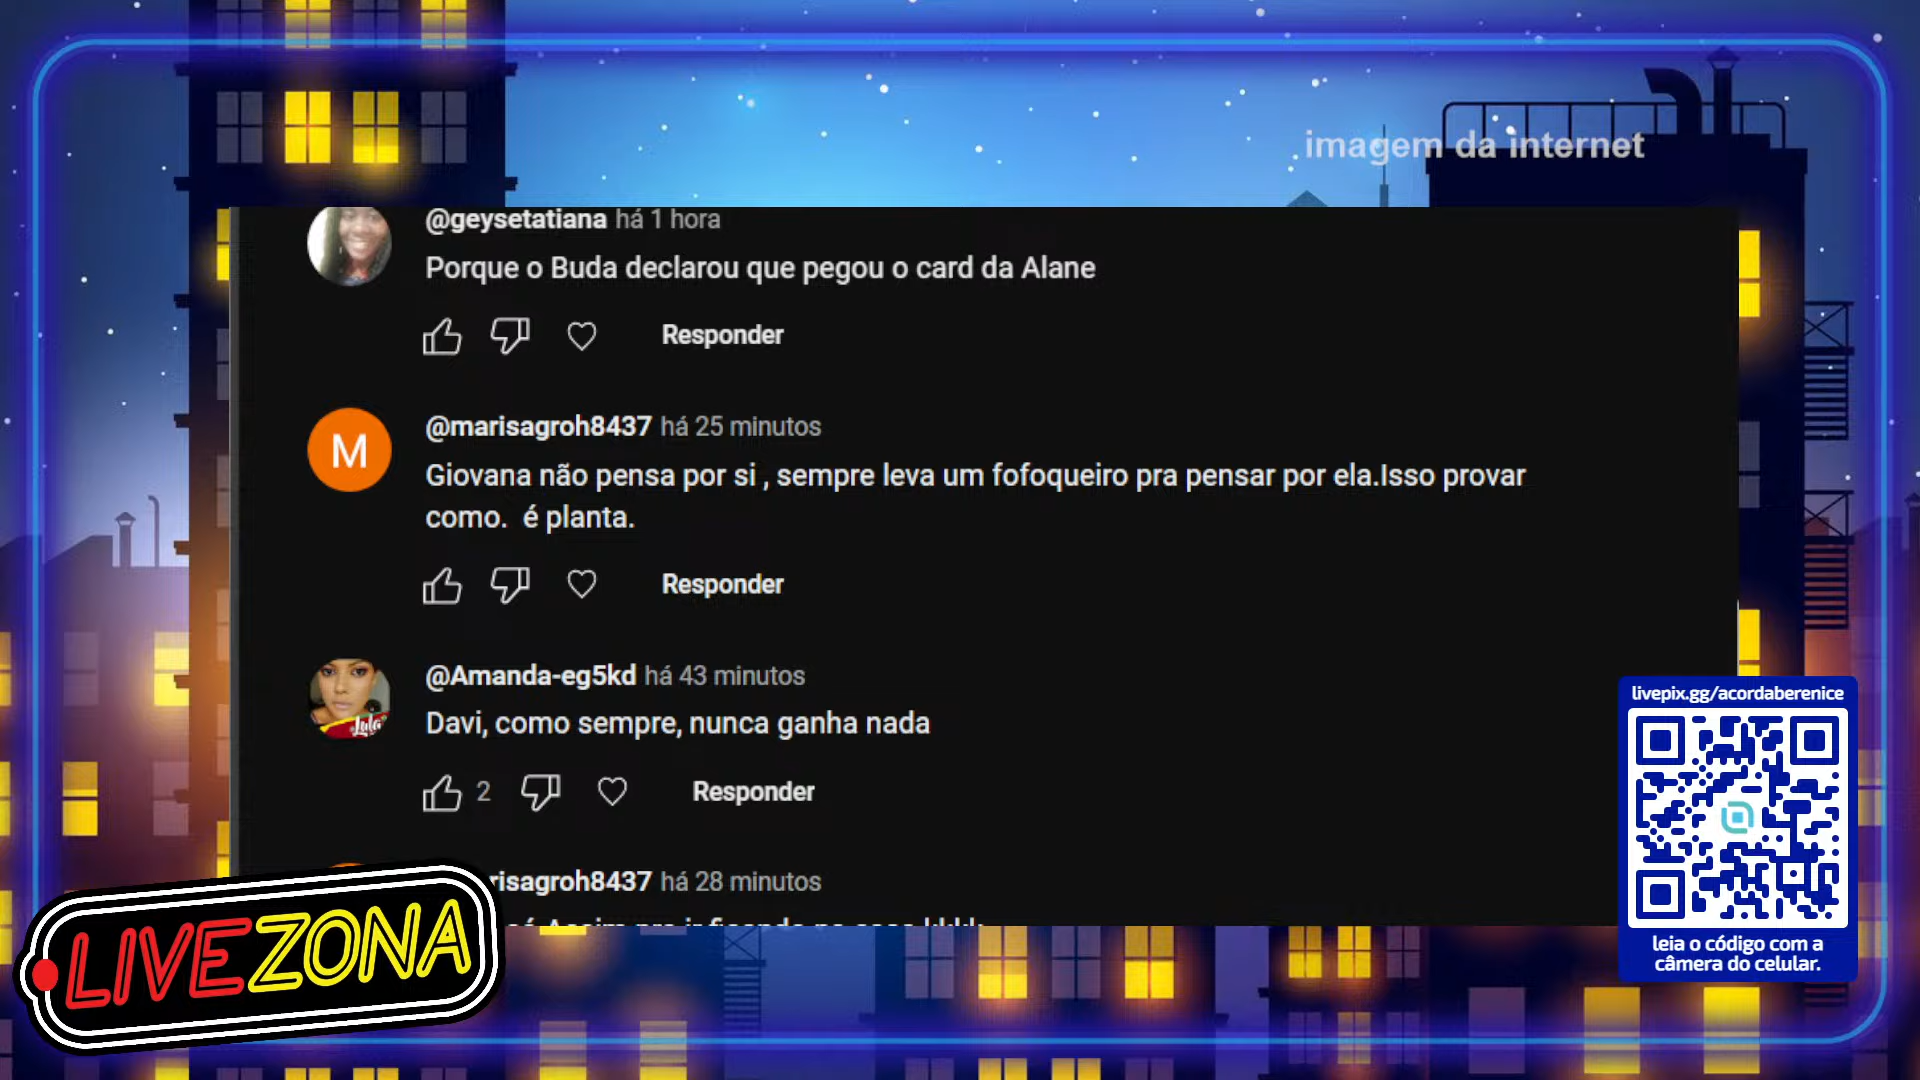 imagem da internet
@geysetatiana há 1 hora
Porque o Buda declarou que pegou o card da Alane
Responder
M
@marisagroh8437 há 25 minutos
Giovana não pensa por si , sempre leva um fofoqueiro pra pensar por ela.Isso provar
como.  é planta.
Responder
@Amanda-eg5kd há 43 minutos
Lula
Davi, como sempre, nunca ganha nada
2
Responder
risagroh8437 há 28 minutos
LIVEZONA
livepix.gg/acordaberenice
leia o código com a
câmera do celular.